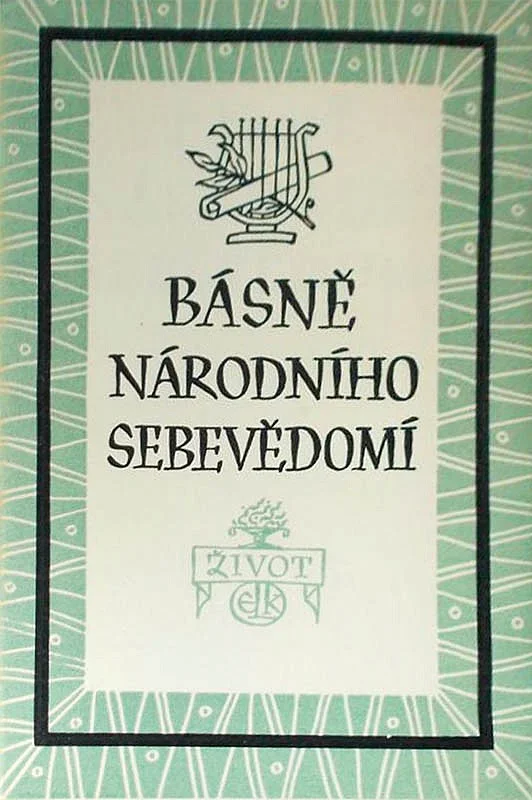 BÁSNĚ
NÁRODNÍHO
SEBEVĚDOMÍ
ŽIVOT
ELK